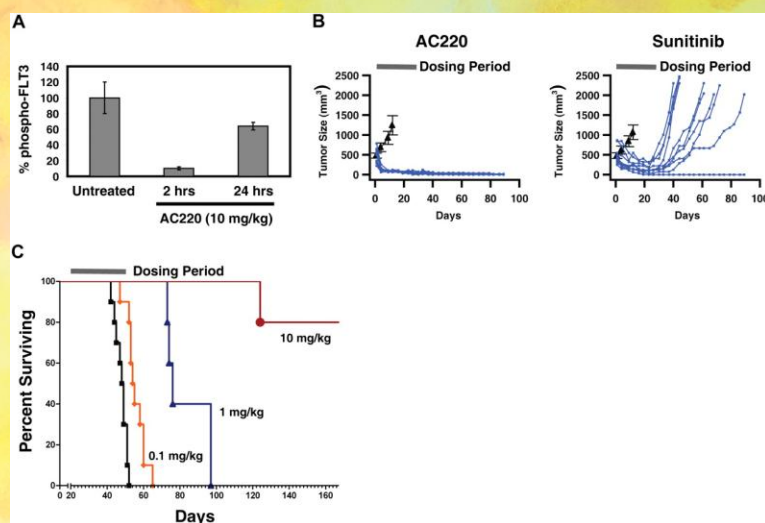 A
% phospho-FLT3
140
120
100
80
60
40
20
0
Untreated
2 hrs
24 hrs
AC220 (10 mg/kg)
B
AC220
Dosing Period
Tumor Size (mm3)
2500
2000
1500
1000
500
0
0 20 40 60 80 100
Days
Sunitinib
Dosing Period
Tumor Size (mm3)
2500
2000
1500
1000
500
0
0 20 40 60 80 100
Days
C
Dosing Period
Percent Surviving
100
80
60
40
20
0
10 mg/kg
1 mg/kg
0.1 mg/kg
0 20 40 60 80 100 120 140 160
Days